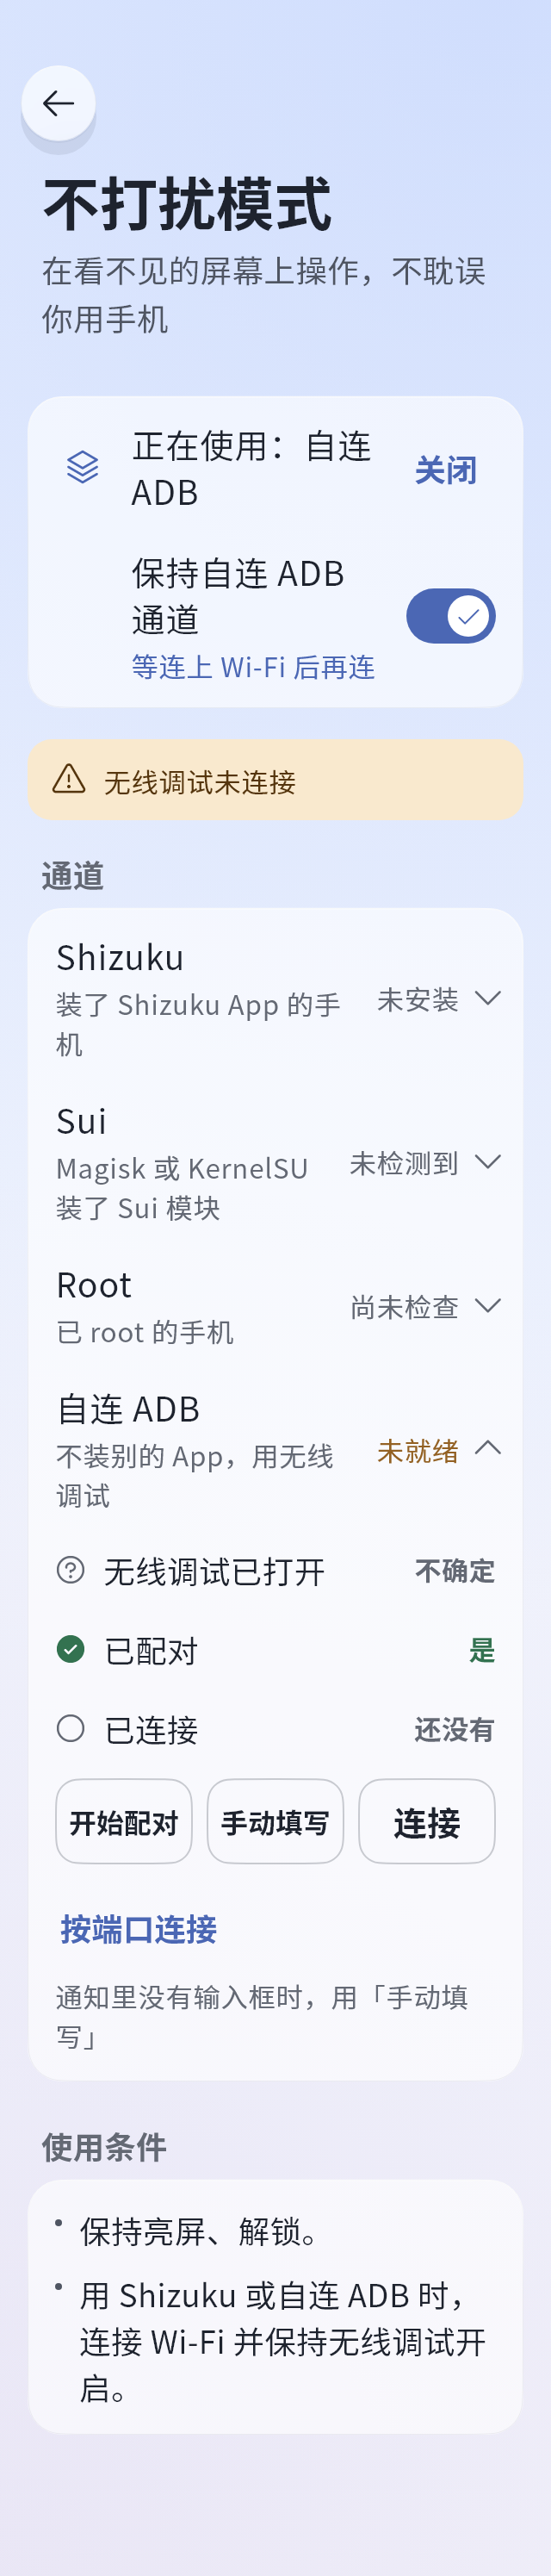 不打扰模式
在看不见的屏幕上操作，不耽误
你用手机
正在使用：自连
ADB
关闭
保持自连 ADB
通道
等连上 Wi-Fi 后再连
无线调试未连接
通道
Shizuku
装了 Shizuku App 的手
机
未安装
Sui
Magisk 或 KernelSU
装了 Sui 模块
未检测到
Root
已 root 的手机
尚未检查
自连 ADB
不装别的 App，用无线
调试
未就绪
无线调试已打开
不确定
已配对
是
已连接
还没有
开始配对
手动填写
连接
按端口连接
通知里没有输入框时，用「手动填
写」
使用条件
• 保持亮屏、解锁。
• 用 Shizuku 或自连 ADB 时，
连接 Wi-Fi 并保持无线调试开
启。